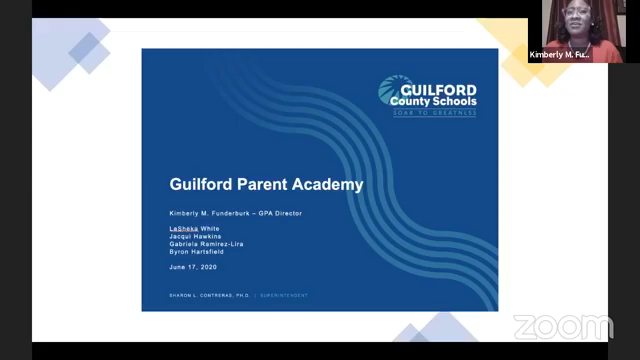 GUILFORD
County Schools
SOAR TO GREATNESS
Guilford Parent Academy
Kimberly M. Funderburk – GPA Director
LaSheka White
Jacqui Hawkins
Gabriela Ramirez-Lira
Byron Hartsfield
June 17, 2020
SHARON L. CONTRERAS, PH.D. | SUPERINTENDENT
Kimberly M. Fu...
zoom